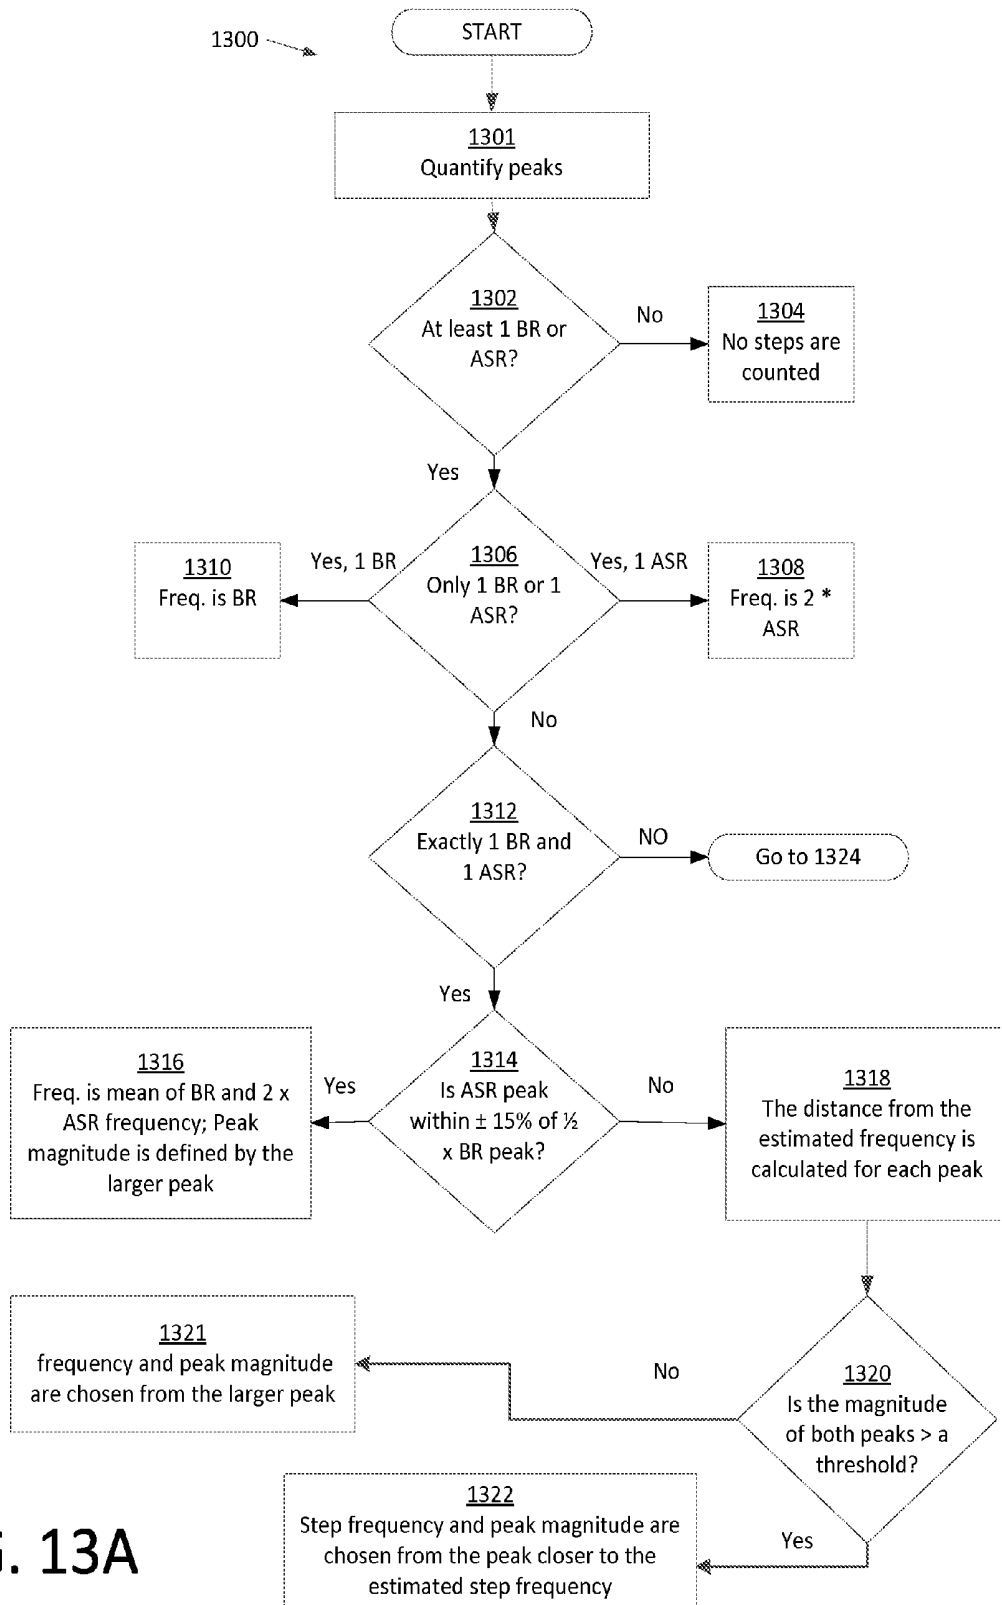 START
1300
1301
Quantify peaks
1302
At least 1 BR or
ASR?
No
1304
No steps are
counted
Yes
1306
Only 1 BR or 1
ASR?
Yes, 1 BR
1310
Freq. is BR
Yes, 1 ASR
1308
Freq. is 2 *
ASR
No
1312
Exactly 1 BR and
1 ASR?
NO
Go to 1324
Yes
1314
Is ASR peak
within ± 15% of ½
x BR peak?
Yes
1316
Freq. is mean of BR and 2 x
ASR frequency; Peak
magnitude is defined by the
larger peak
No
1318
The distance from the
estimated frequency is
calculated for each peak
1320
Is the magnitude
of both peaks > a
threshold?
No
1321
frequency and peak magnitude
are chosen from the larger peak
Yes
1322
Step frequency and peak magnitude are
chosen from the peak closer to the
estimated step frequency
. 13A